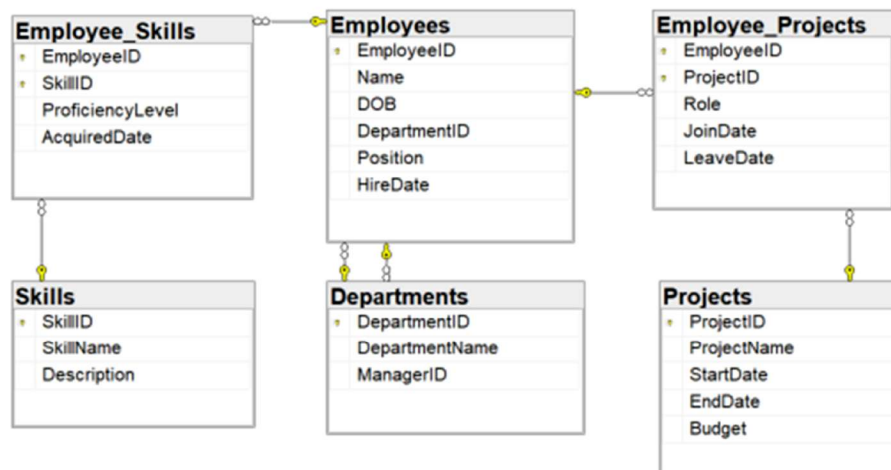 Employee_Skills
EmployeeID
SkillID
ProficiencyLevel
AcquiredDate
Employees
EmployeeID
Name
DOB
DepartmentID
Position
HireDate
Employee_Projects
EmployeeID
ProjectID
Role
JoinDate
LeaveDate
Skills
SkillID
SkillName
Description
Departments
DepartmentID
DepartmentName
ManagerID
Projects
ProjectID
ProjectName
StartDate
EndDate
Budget